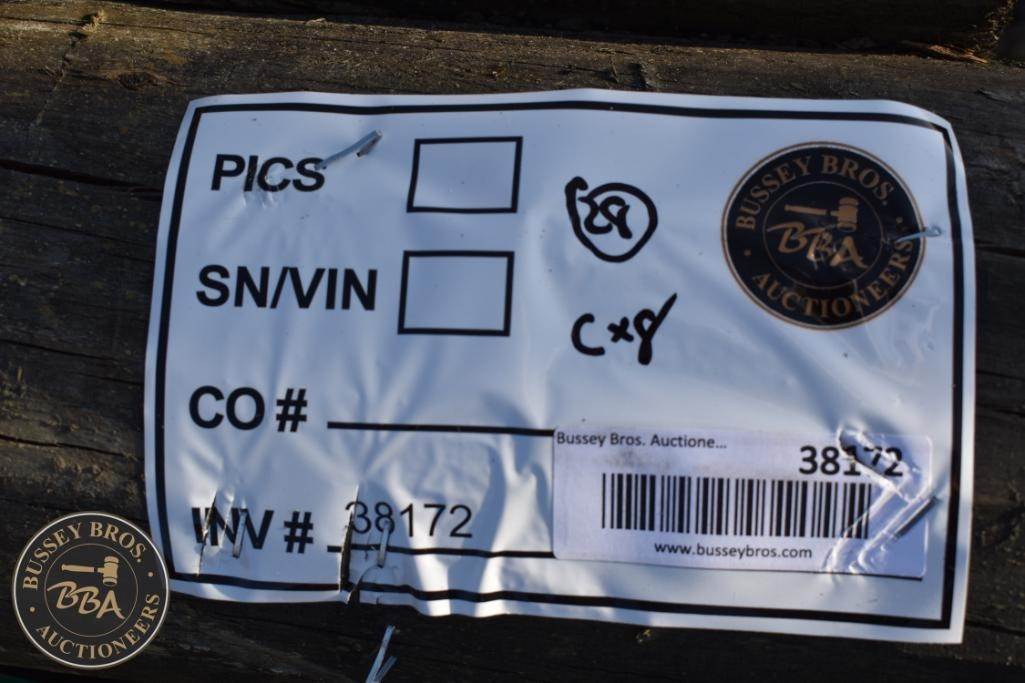 PICS
28
SN/VIN
C x 8
CO #
INV # 38172
BUSSEY BROS.
BBA
AUCTIONEERS
Bussey Bros. Auctione...
38172
www.busseybros.com
BUSSEY BROS.
BBA
AUCTIONEERS